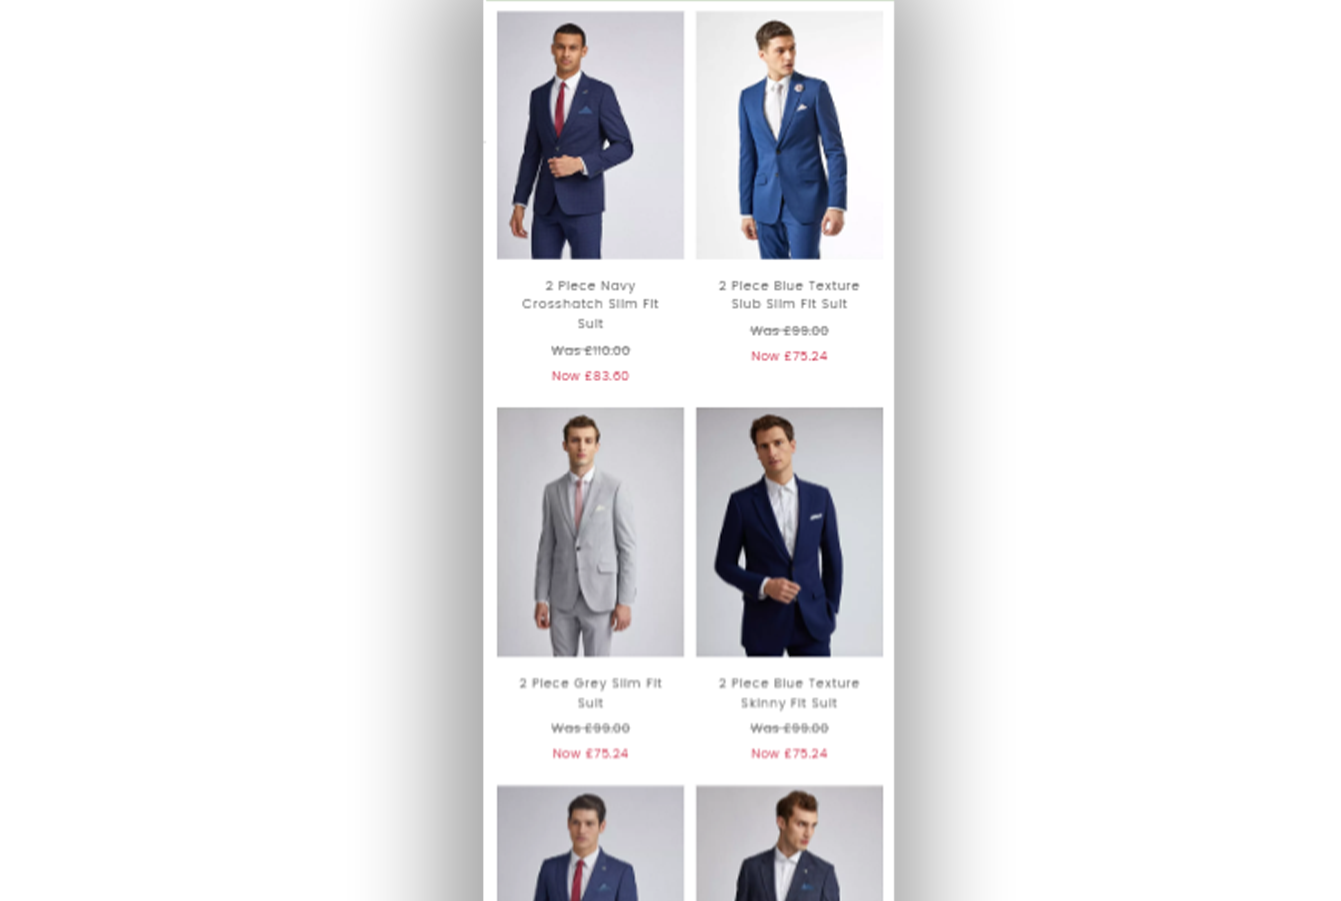 2 Piece Navy
Crosshatch Slim Fit
Suit
Was £110.00
Now £83.60
2 Piece Blue Texture
Slub Slim Fit Suit
Was £99.00
Now £75.24
2 Piece Grey Slim Fit
Suit
Was £99.00
Now £75.24
2 Piece Blue Texture
Skinny Fit Suit
Was £99.00
Now £75.24